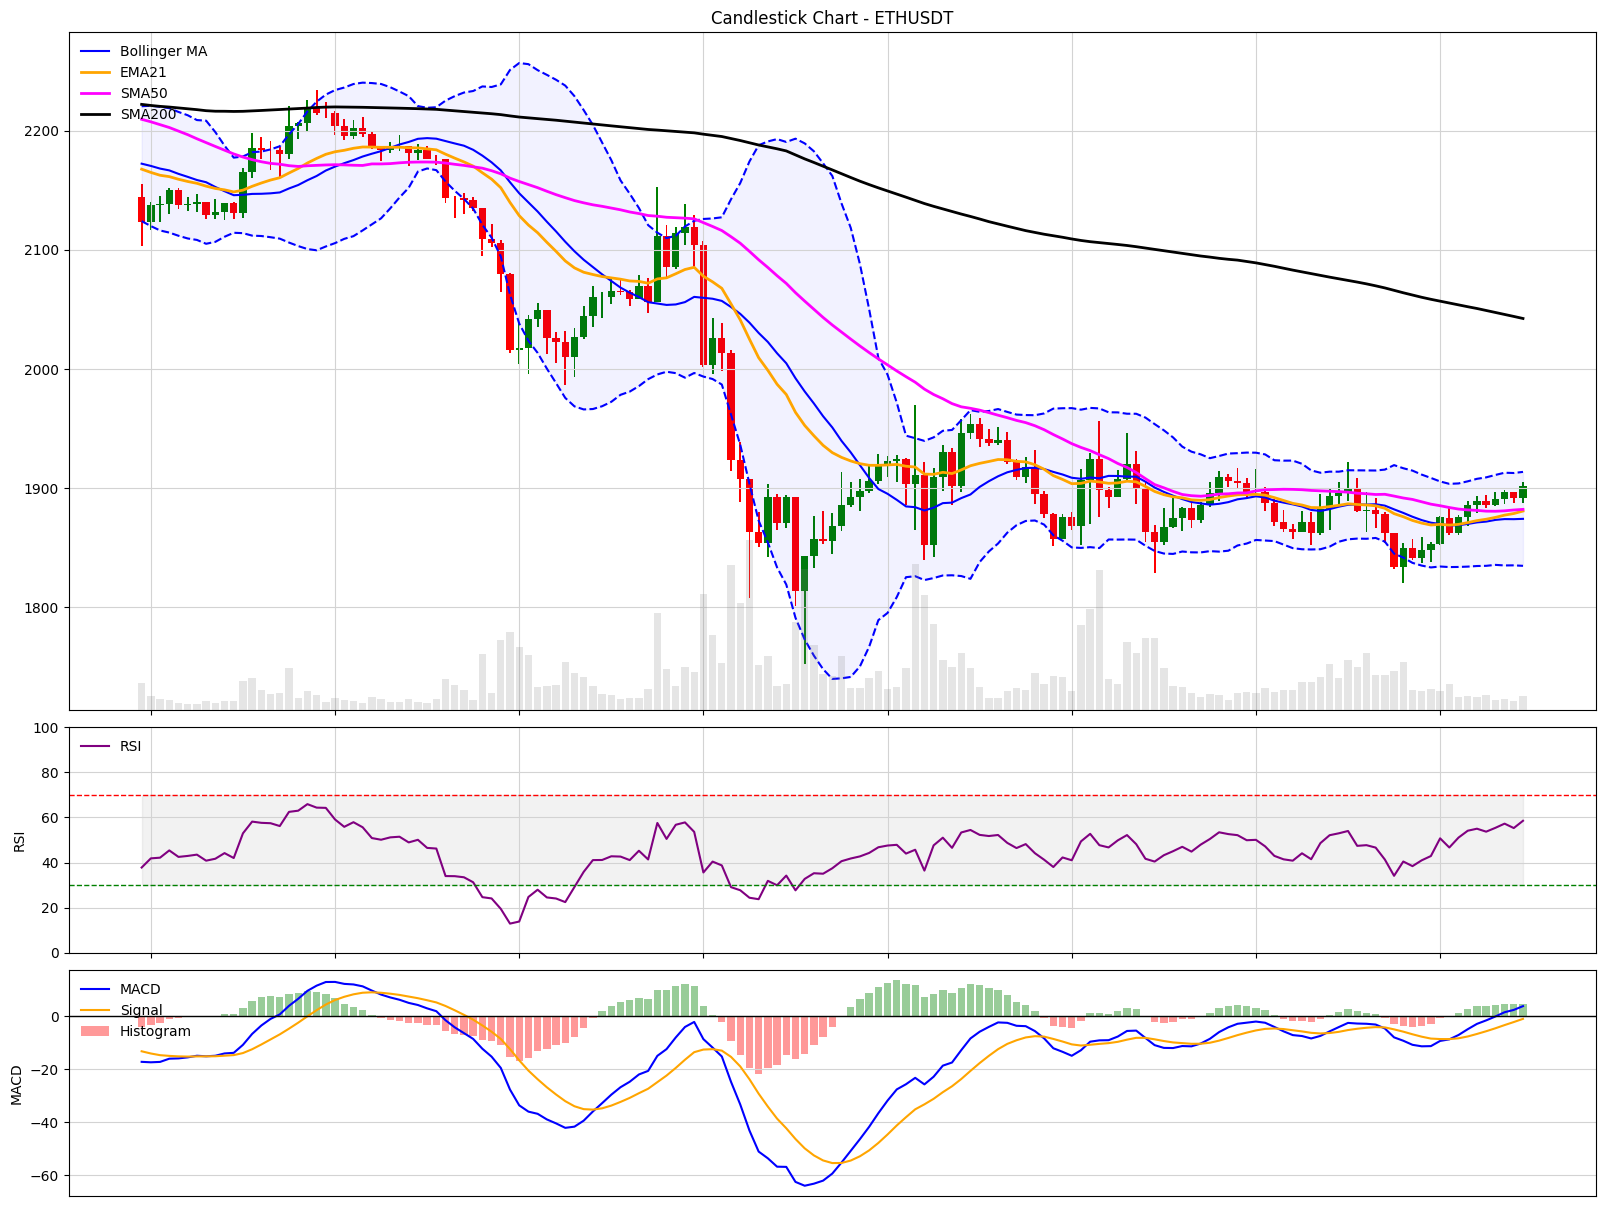 Candlestick Chart - ETHUSDT
Bollinger MA
EMA21
SMA50
SMA200
2200
2100
2000
1900
1800
RSI
100
80
60
40
20
0
RSI
MACD
Signal
Histogram
0
−20
−40
−60
MACD